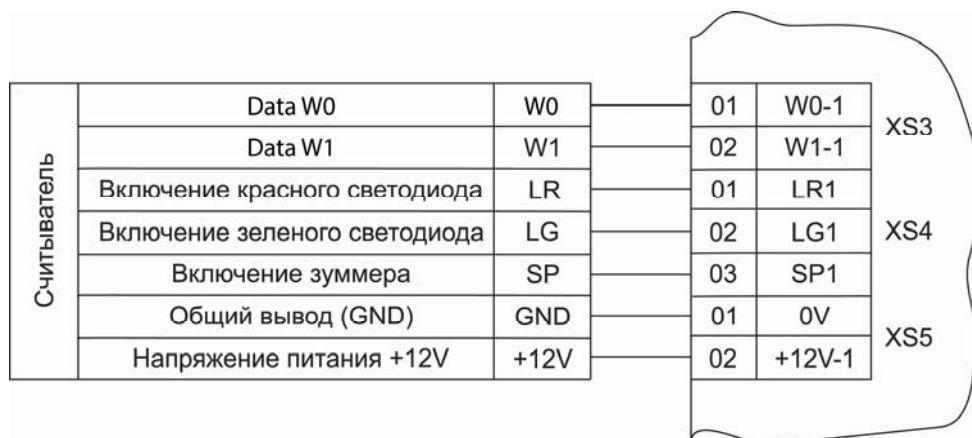 Считыватель
Data W0 W0 01 W0-1
XS3
Data W1 W1 02 W1-1
Включение красного светодиода LR 01 LR1
Включение зеленого светодиода LG 02 LG1 XS4
Включение зуммера SP 03 SP1
Общий вывод (GND) GND 01 0V
XS5
Напряжение питания +12V +12V 02 +12V-1